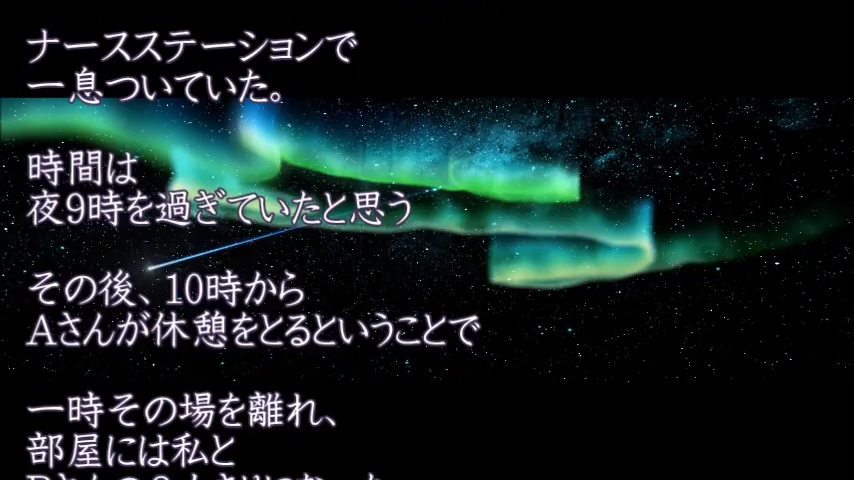 ナースステーションで
一息ついていた。
時間は
夜9時を過ぎていたと思う
その後、10時から
Aさんが休憩をとるということで
一時その場を離れ、
部屋には私と